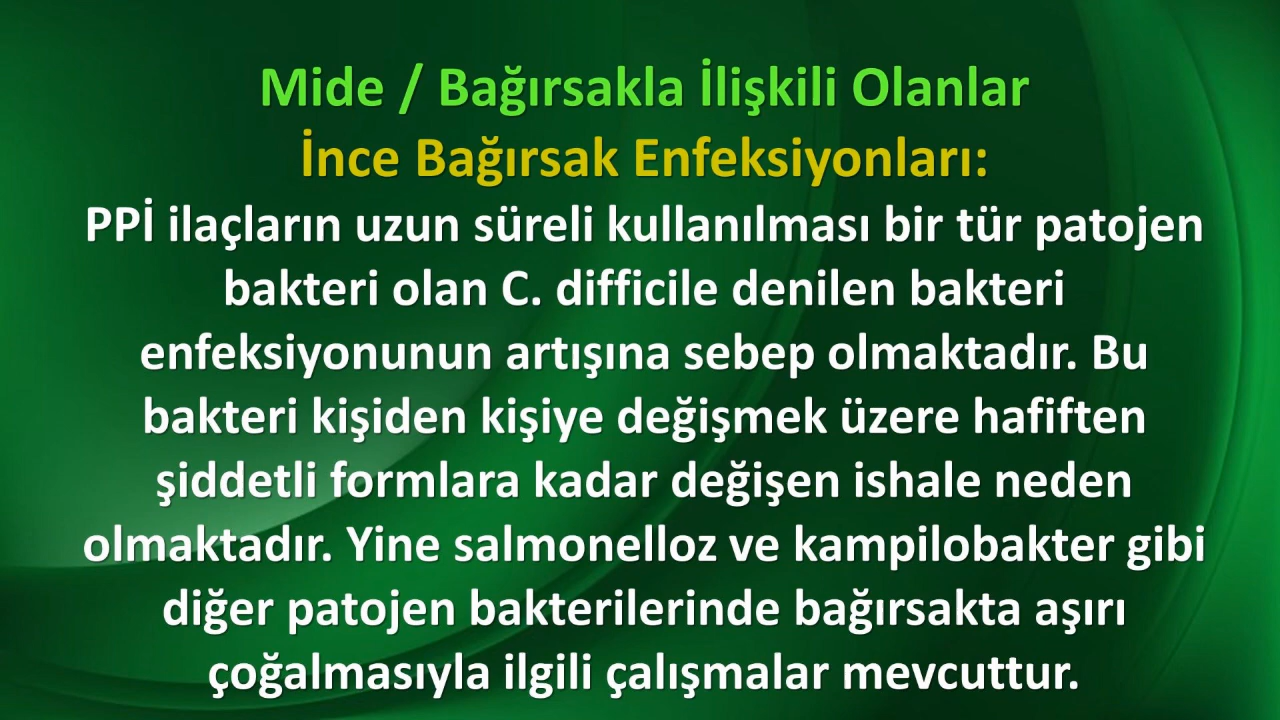 Mide / Bağırsakla İlişkili Olanlar
İnce Bağırsak Enfeksiyonları:
PPİ ilaçların uzun süreli kullanılması bir tür patojen
bakteri olan C. difficile denilen bakteri
enfeksiyonunun artışına sebep olmaktadır. Bu
bakteri kişiden kişiye değişmek üzere hafiften
şiddetli formlara kadar değişen ishale neden
olmaktadır. Yine salmonelloz ve kampilobakter gibi
diğer patojen bakterilerinde bağırsakta aşırı
çoğalmasıyla ilgili çalışmalar mevcuttur.